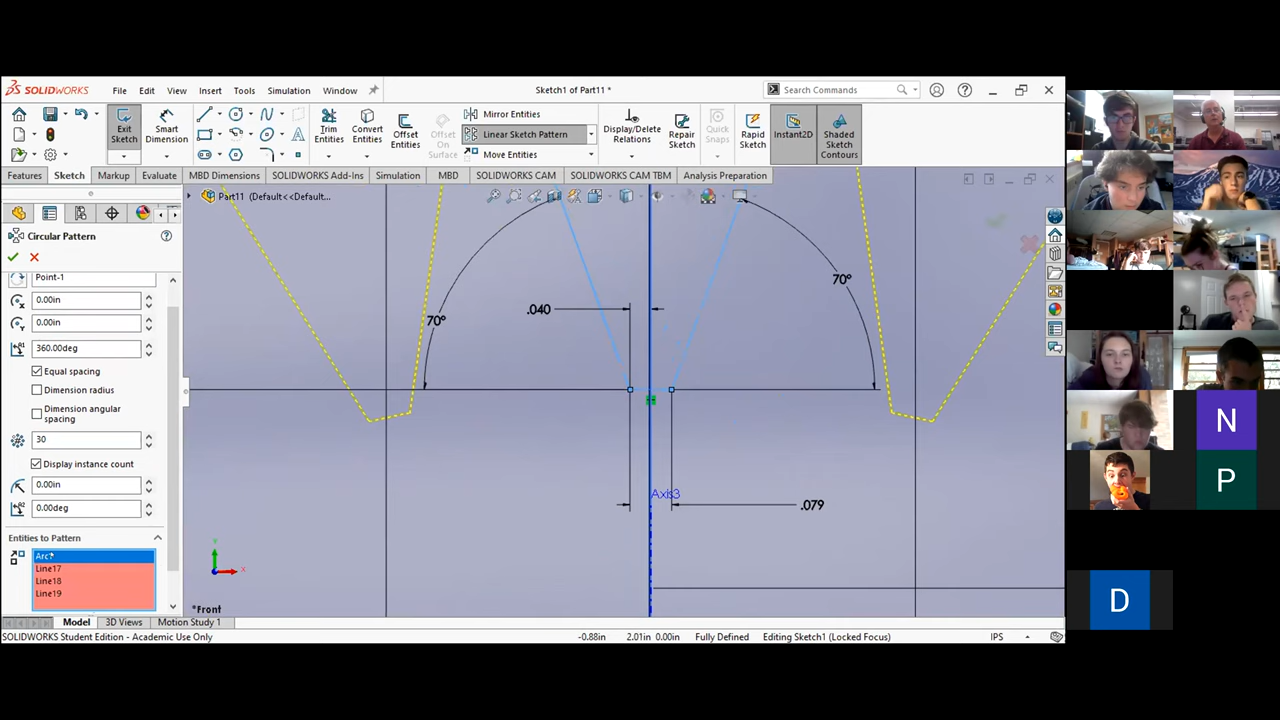 SOLIDWORKS File Edit View Insert Tools Simulation Window Sketch1 of Part11 * Search Commands
Exit Sketch Smart Dimension Trim Entities Convert Entities Offset Entities Offset On Surface Mirror Entities Linear Sketch Pattern Move Entities Display/Delete Relations Repair Sketch Quick Snaps Rapid Sketch Instant2D Shaded Sketch Contours
Features Sketch Markup Evaluate MBD Dimensions SOLIDWORKS Add-Ins Simulation MBD SOLIDWORKS CAM SOLIDWORKS CAM TBM Analysis Preparation
Part11 (Default<<Default...
Circular Pattern
Point-1
0.00in
0.00in
360.00deg
Equal spacing
Dimension radius
Dimension angular
spacing
30
Display instance count
0.00in
0.00deg
Entities to Pattern
Line17
Line18
Line19
70°
.040
70°
Axis3
.079
*Front
N
P
D
Model 3D Views Motion Study 1
SOLIDWORKS Student Edition - Academic Use Only -0.88in 2.01in 0.00in Fully Defined Editing Sketch1 (Locked Focus) IPS